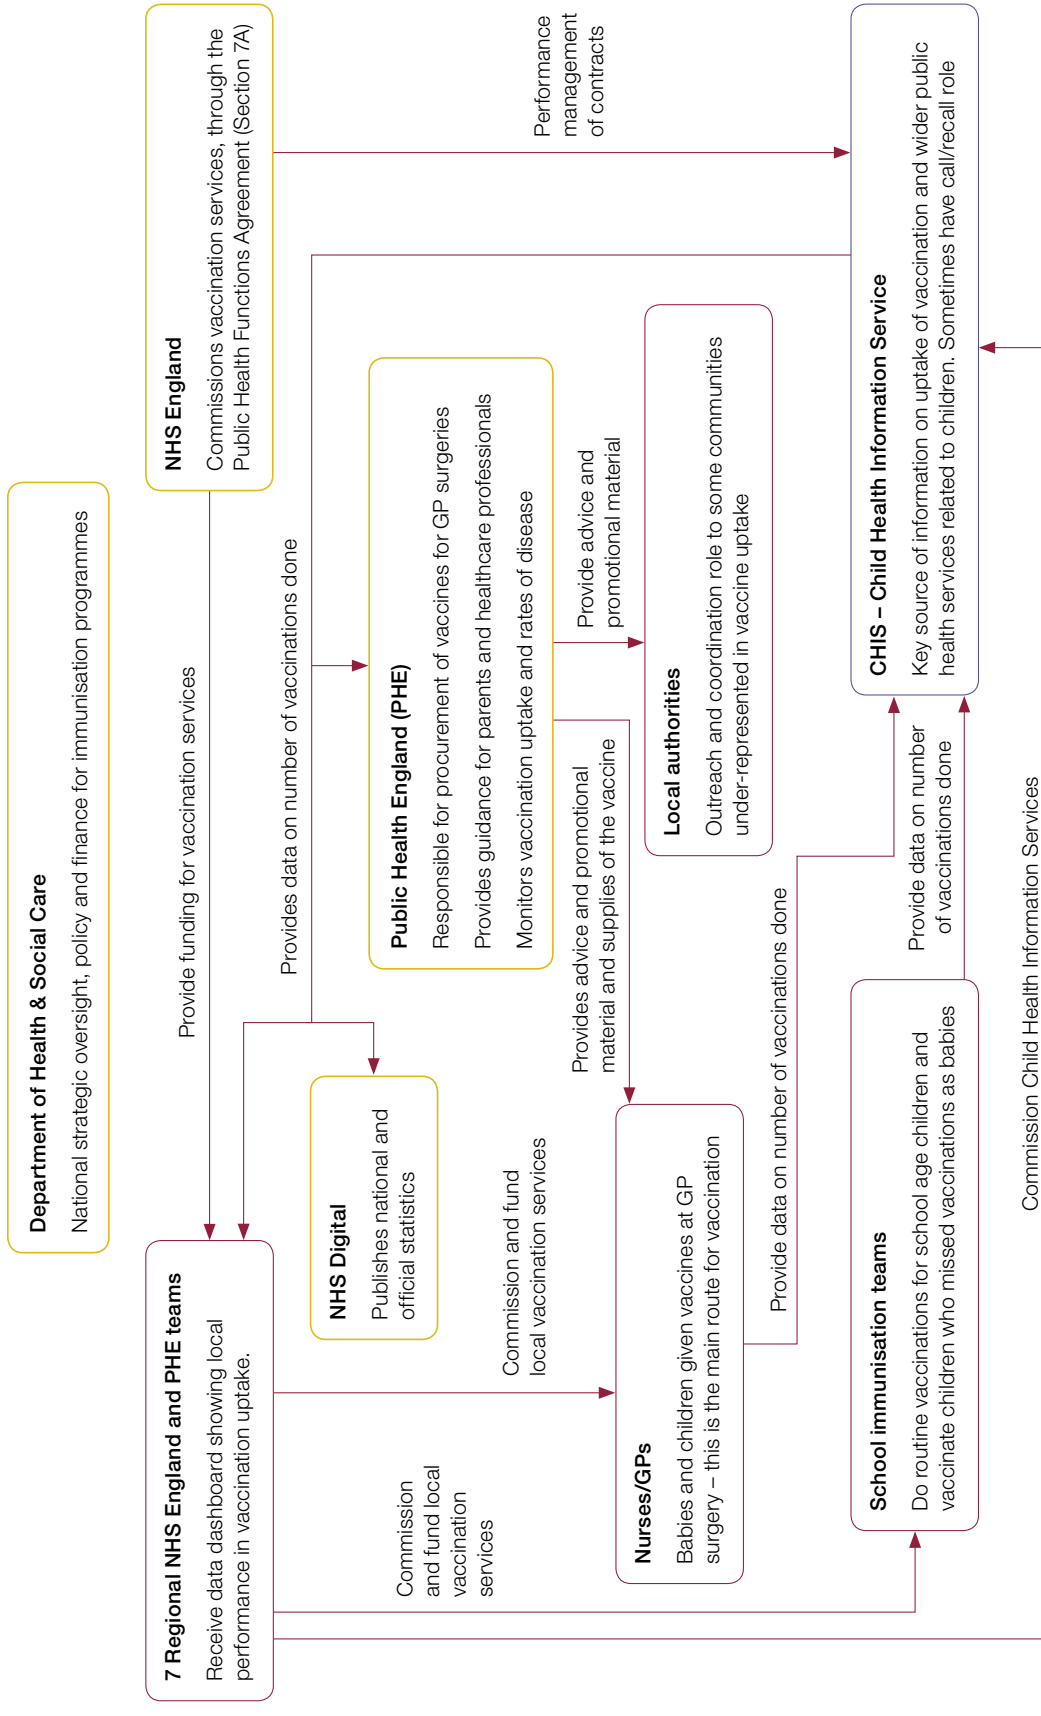 Department of Health & Social Care
National strategic oversight, policy and finance for immunisation programmes
7 Regional NHS England and PHE teams
Receive data dashboard showing local
performance in vaccination uptake.
Provide funding for vaccination services
NHS England
Commissions vaccination services, through the
Public Health Functions Agreement (Section 7A)
Provides data on number of vaccinations done
NHS Digital
Publishes national and
official statistics
Public Health England (PHE)
Responsible for procurement of vaccines for GP surgeries
Provides guidance for parents and healthcare professionals
Monitors vaccination uptake and rates of disease
Performance
management
of contracts
Commission
and fund local
vaccination
services
Commission and fund
local vaccination services
Provides advice and promotional
material and supplies of the vaccine
Provide advice and
promotional material
Nurses/GPs
Babies and children given vaccines at GP
surgery – this is the main route for vaccination
Local authorities
Outreach and coordination role to some communities
under-represented in vaccine uptake
Provide data on number of vaccinations done
School immunisation teams
Do routine vaccinations for school age children and
vaccinate children who missed vaccinations as babies
Provide data on number
of vaccinations done
CHIS – Child Health Information Service
Key source of information on uptake of vaccination and wider public
health services related to children. Sometimes have call/recall role
Commission Child Health Information Services